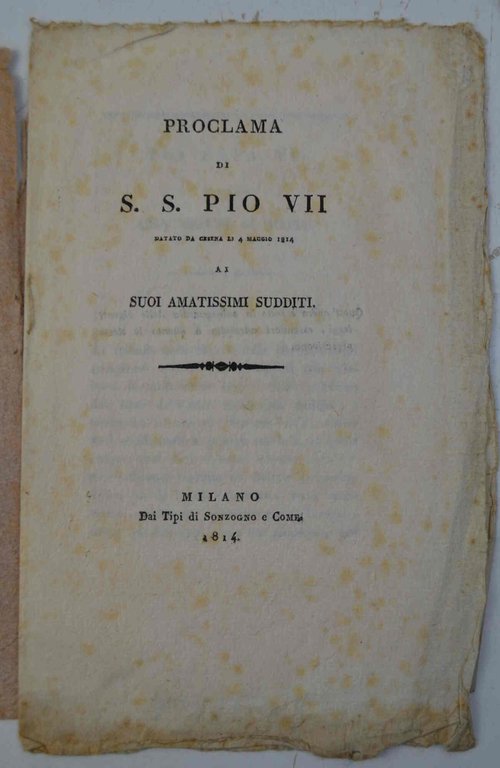 PROCLAMA
DI
S. S. PIO VII
DATATO DA CESENA LI 4 MAGGIO 1814
AI
SUOI AMATISSIMI SUDDITI.
MILANO
Dai Tipi di SONZOGNO e COMP.
1814.